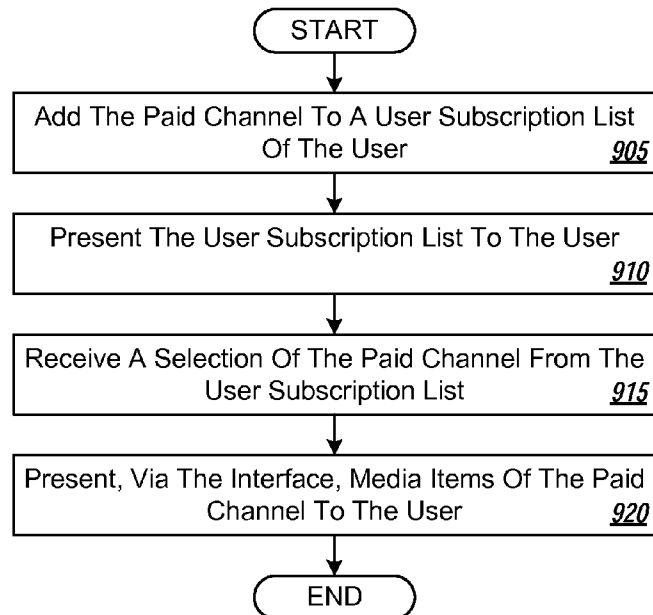 START
Add The Paid Channel To A User Subscription List
Of The User
905
Present The User Subscription List To The User
910
Receive A Selection Of The Paid Channel From The
User Subscription List
915
Present, Via The Interface, Media Items Of The Paid
Channel To The User
920
END